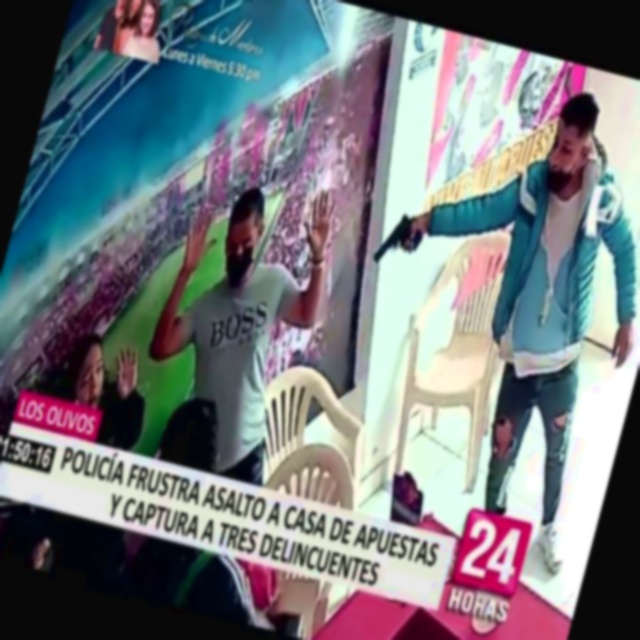 Lunes a Viernes 5:30 pm
BOSS
LOS OLIVOS
1:50:16
POLICÍA FRUSTRA ASALTO A CASA DE APUESTAS
Y CAPTURA A TRES DELINCUENTES
24
HORAS